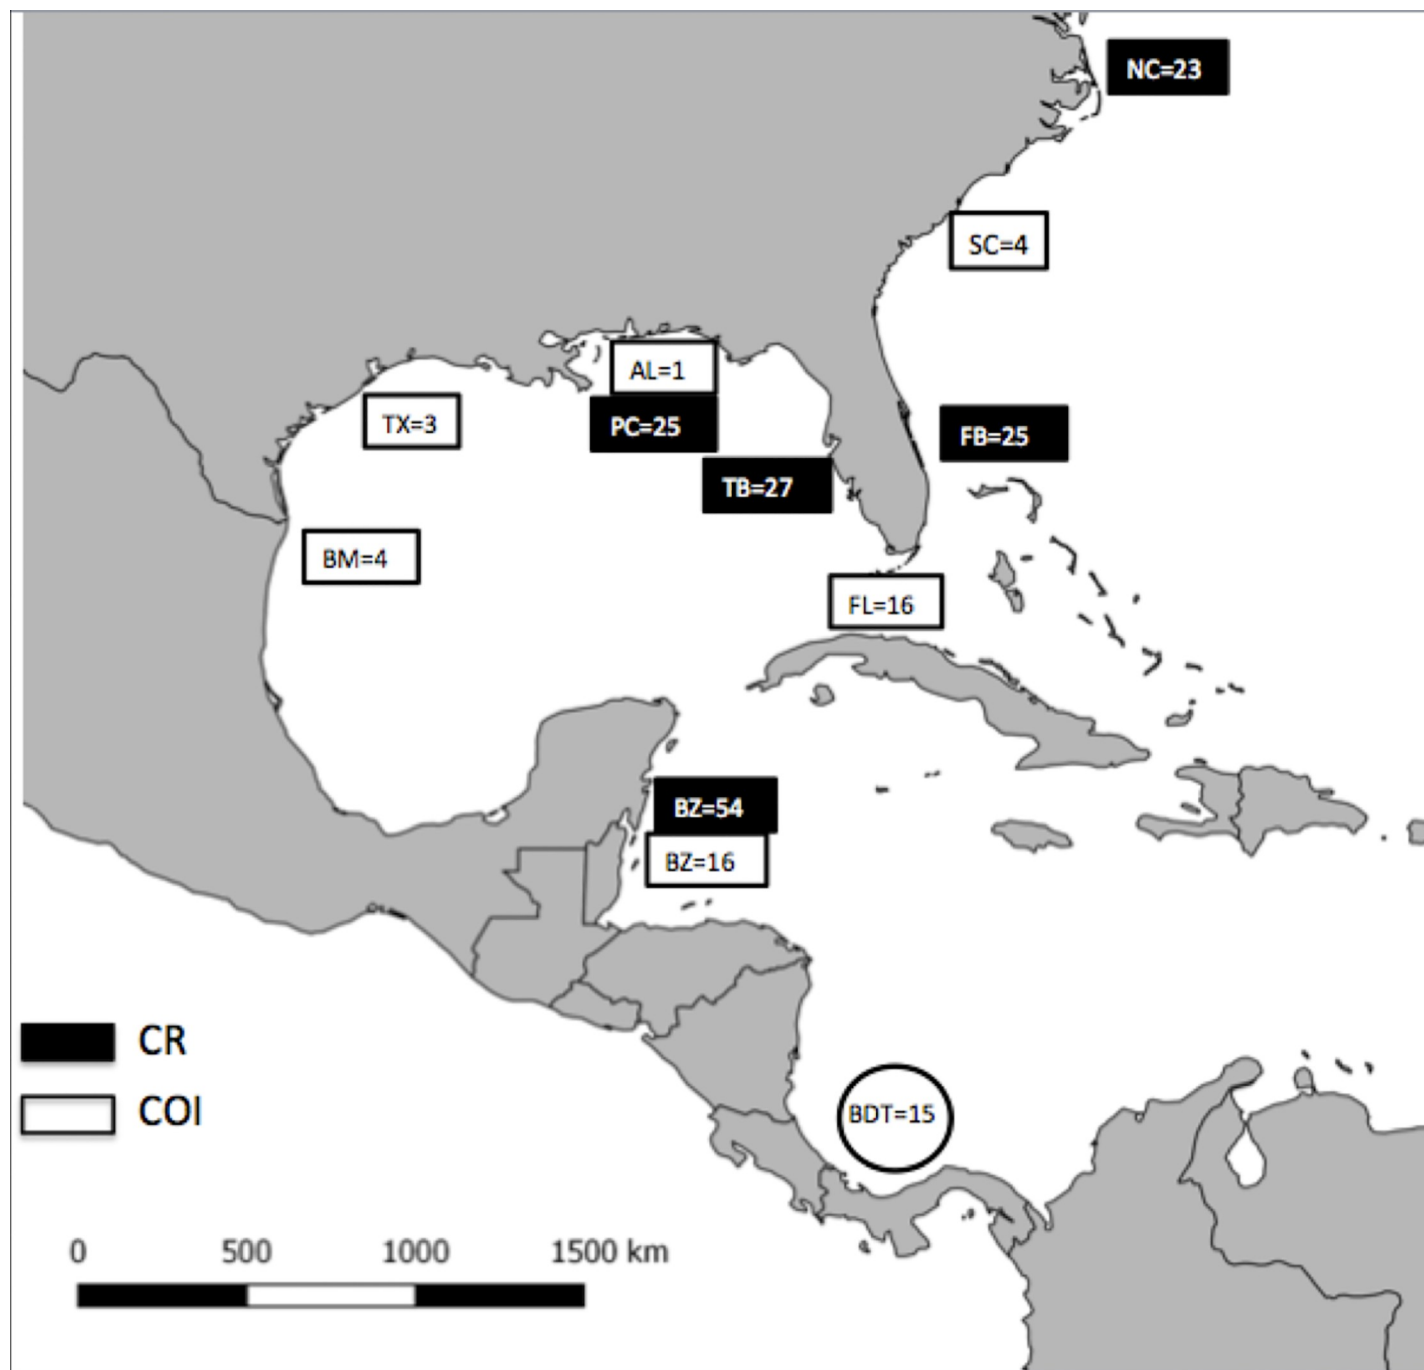 NC=23
SC=4
AL=1
TX=3
PC=25
FB=25
TB=27
BM=4
FL=16
BZ=54
BZ=16
CR
COI
BDT=15
0 500 1000 1500 km